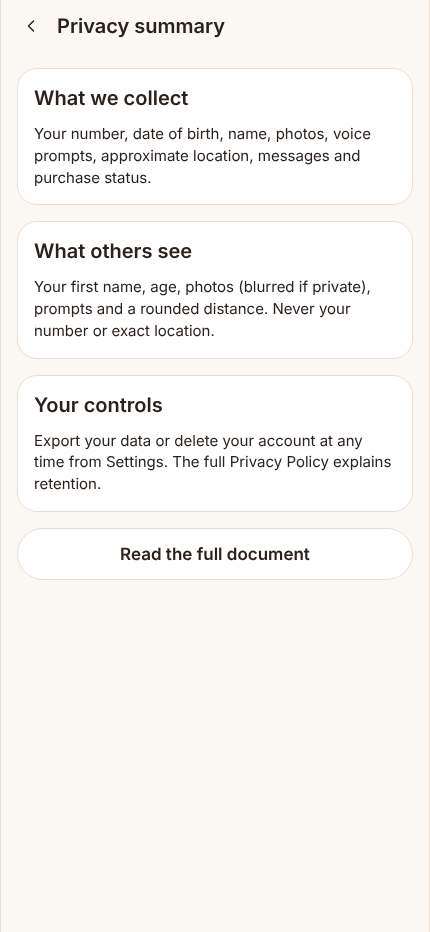 Privacy summary
What we collect
Your number, date of birth, name, photos, voice
prompts, approximate location, messages and
purchase status.
What others see
Your first name, age, photos (blurred if private),
prompts and a rounded distance. Never your
number or exact location.
Your controls
Export your data or delete your account at any
time from Settings. The full Privacy Policy explains
retention.
Read the full document